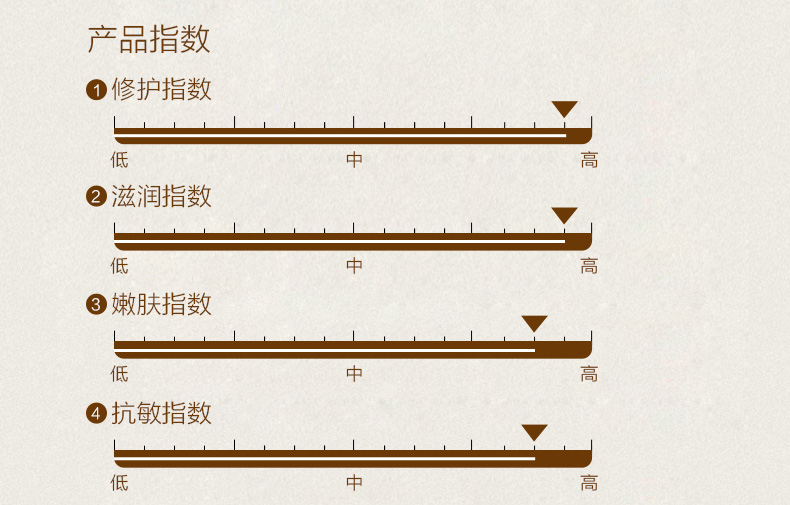 产品指数
1 修护指数
低 中 高
2 滋润指数
低 中 高
3 嫩肤指数
低 中 高
4 抗敏指数
低 中 高